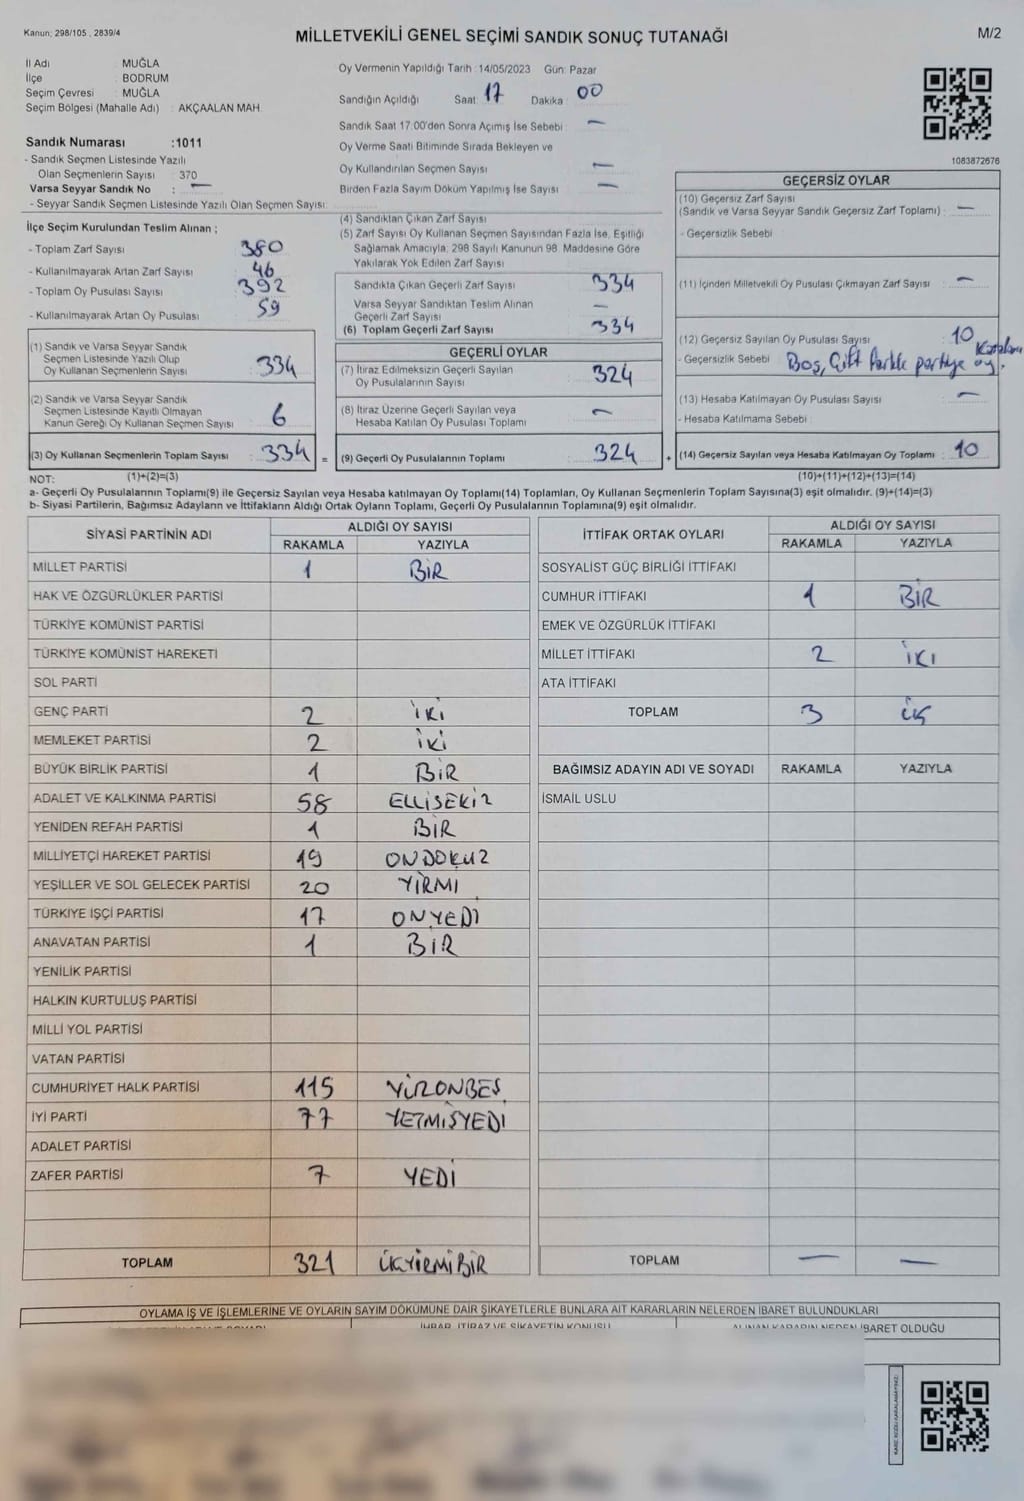 Kanun; 298/105 , 2839/4
MİLLETVEKİLİ GENEL SEÇİMİ SANDIK SONUÇ TUTANAĞI
M/2
İl Adı MUĞLA
İlçe : BODRUM
Seçim Çevresi : MUĞLA
Seçim Bölgesi (Mahalle Adı) : AKÇAALAN MAH.
Sandık Numarası :1011
- Sandık Seçmen Listesinde Yazılı
Olan Seçmenlerin Sayısı : 370
Varsa Seyyar Sandık No : —
- Seyyar Sandık Seçmen Listesinde Yazılı Olan Seçmen Sayısı:
Oy Vermenin Yapıldığı Tarih :14/05/2023 Gün: Pazar
Sandığın Açıldığı Saat: 17 Dakika : 00
Sandık Saat 17.00'den Sonra Açımış İse Sebebi : —
Oy Verme Saati Bitiminde Sırada Bekleyen ve
Oy Kullandırılan Seçmen Sayısı : —
Birden Fazla Sayım Döküm Yapılmış İse Sayısı : —
1083872676
İlçe Seçim Kurulundan Teslim Alınan ;
- Toplam Zarf Sayısı : 380
- Kullanılmayarak Artan Zarf Sayısı : 46
- Toplam Oy Pusulası Sayısı : 392
- Kullanılmayarak Artan Oy Pusulası : 59
(1) Sandık ve Varsa Seyyar Sandık
Seçmen Listesinde Yazılı Olup
Oy Kullanan Seçmenlerin Sayısı : 334
(2) Sandık ve Varsa Seyyar Sandık
Seçmen Listesinde Kayıtlı Olmayan
Kanun Gereği Oy Kullanan Seçmen Sayısı : 6
(3) Oy Kullanan Seçmenlerin Toplam Sayısı : 334 =
(4) Sandıktan Çıkan Zarf Sayısı
(5) Zarf Sayısı Oy Kullanan Seçmen Sayısından Fazla İse, Eşitliği
Sağlamak Amacıyla; 298 Sayılı Kanunun 98. Maddesine Göre
Yakılarak Yok Edilen Zarf Sayısı
Sandıkta Çıkan Geçerli Zarf Sayısı : 334
Varsa Seyyar Sandıktan Teslim Alınan
Geçerli Zarf Sayısı : —
(6) Toplam Geçerli Zarf Sayısı : 334
GEÇERLİ OYLAR
(7) İtiraz Edilmeksizin Geçerli Sayılan
Oy Pusulalarının Sayısı : 324
(8) İtiraz Üzerine Geçerli Sayılan veya
Hesaba Katılan Oy Pusulası Toplamı : —
(9) Geçerli Oy Pusulalarının Toplamı : 324 +
GEÇERSİZ OYLAR
(10) Geçersiz Zarf Sayısı
(Sandık ve Varsa Seyyar Sandık Geçersiz Zarf Toplamı) : —
- Geçersizlik Sebebi :
(11) İçinden Milletvekili Oy Pusulası Çıkmayan Zarf Sayısı : —
(12) Geçersiz Sayılan Oy Pusulası Sayısı : 10
- Geçersizlik Sebebi : Boş, Çift partiye oy.
(13) Hesaba Katılmayan Oy Pusulası Sayısı : —
- Hesaba Katılmama Sebebi :
(14) Geçersiz Sayılan veya Hesaba Katılmayan Oy Toplamı : 10
NOT: (1)+(2)=(3) (10)+(11)+(12)+(13)=(14)
a- Geçerli Oy Pusulalarının Toplamı(9) ile Geçersiz Sayılan veya Hesaba katılmayan Oy Toplamı(14) Toplamları, Oy Kullanan Seçmenlerin Toplam Sayısına(3) eşit olmalıdır. (9)+(14)=(3)
b- Siyasi Partilerin, Bağımsız Adayların ve İttifakların Aldığı Ortak Oyların Toplamı, Geçerli Oy Pusulalarının Toplamına(9) eşit olmalıdır.
SİYASİ PARTİNİN ADI ALDIĞI OY SAYISI
RAKAMLA YAZIYLA
MİLLET PARTİSİ 1 BİR
HAK VE ÖZGÜRLÜKLER PARTİSİ
TÜRKİYE KOMÜNİST PARTİSİ
TÜRKİYE KOMÜNİST HAREKETİ
SOL PARTİ
GENÇ PARTİ 2 İKİ
MEMLEKET PARTİSİ 2 İKİ
BÜYÜK BİRLİK PARTİSİ 1 BİR
ADALET VE KALKINMA PARTİSİ 58 ELLİSEKİZ
YENİDEN REFAH PARTİSİ 1 BİR
MİLLİYETÇİ HAREKET PARTİSİ 19 ONDOKUZ
YEŞİLLER VE SOL GELECEK PARTİSİ 20 YİRMİ
TÜRKİYE İŞÇİ PARTİSİ 17 ONYEDİ
ANAVATAN PARTİSİ 1 BİR
YENİLİK PARTİSİ
HALKIN KURTULUŞ PARTİSİ
MİLLİ YOL PARTİSİ
VATAN PARTİSİ
CUMHURİYET HALK PARTİSİ 115 YÜZONBEŞ
İYİ PARTİ 77 YETMİŞYEDİ
ADALET PARTİSİ
ZAFER PARTİSİ 7 YEDİ
TOPLAM 321 ÜÇYİRMİBİR
İTTİFAK ORTAK OYLARI ALDIĞI OY SAYISI
RAKAMLA YAZIYLA
SOSYALİST GÜÇ BİRLİĞİ İTTİFAKI
CUMHUR İTTİFAKI 1 BİR
EMEK VE ÖZGÜRLÜK İTTİFAKI
MİLLET İTTİFAKI 2 İKİ
ATA İTTİFAKI
TOPLAM 3 ÜÇ
BAĞIMSIZ ADAYIN ADI VE SOYADI RAKAMLA YAZIYLA
İSMAİL USLU
TOPLAM — —
OYLAMA İŞ VE İŞLEMLERİNE VE OYLARIN SAYIM DÖKÜMÜNE DAİR ŞİKAYETLERLE BUNLARA AİT KARARLARIN NELERDEN İBARET BULUNDUKLARI
İHBAR, İTİRAZ VE ŞİKAYETİN KONUSU ALINAN KARARIN NEDEN İBARET OLDUĞU